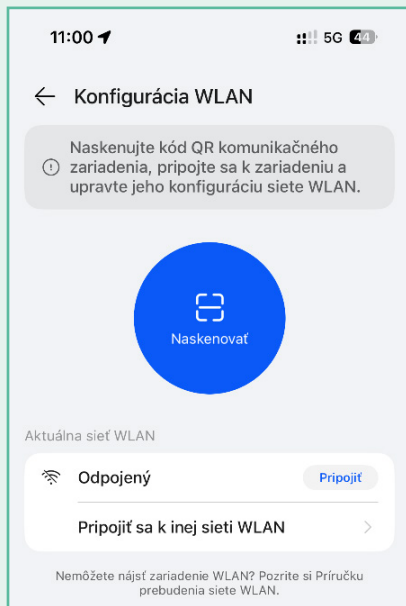 11:00
5G 44
Konfigurácia WLAN
Naskenujte kód QR komunikačného
zariadenia, pripojte sa k zariadeniu a
upravte jeho konfiguráciu siete WLAN.
Naskenovať
Aktuálna sieť WLAN
Odpojený
Pripojiť
Pripojiť sa k inej sieti WLAN
Nemôžete nájsť zariadenie WLAN? Pozrite si Príručku
prebudenia siete WLAN.